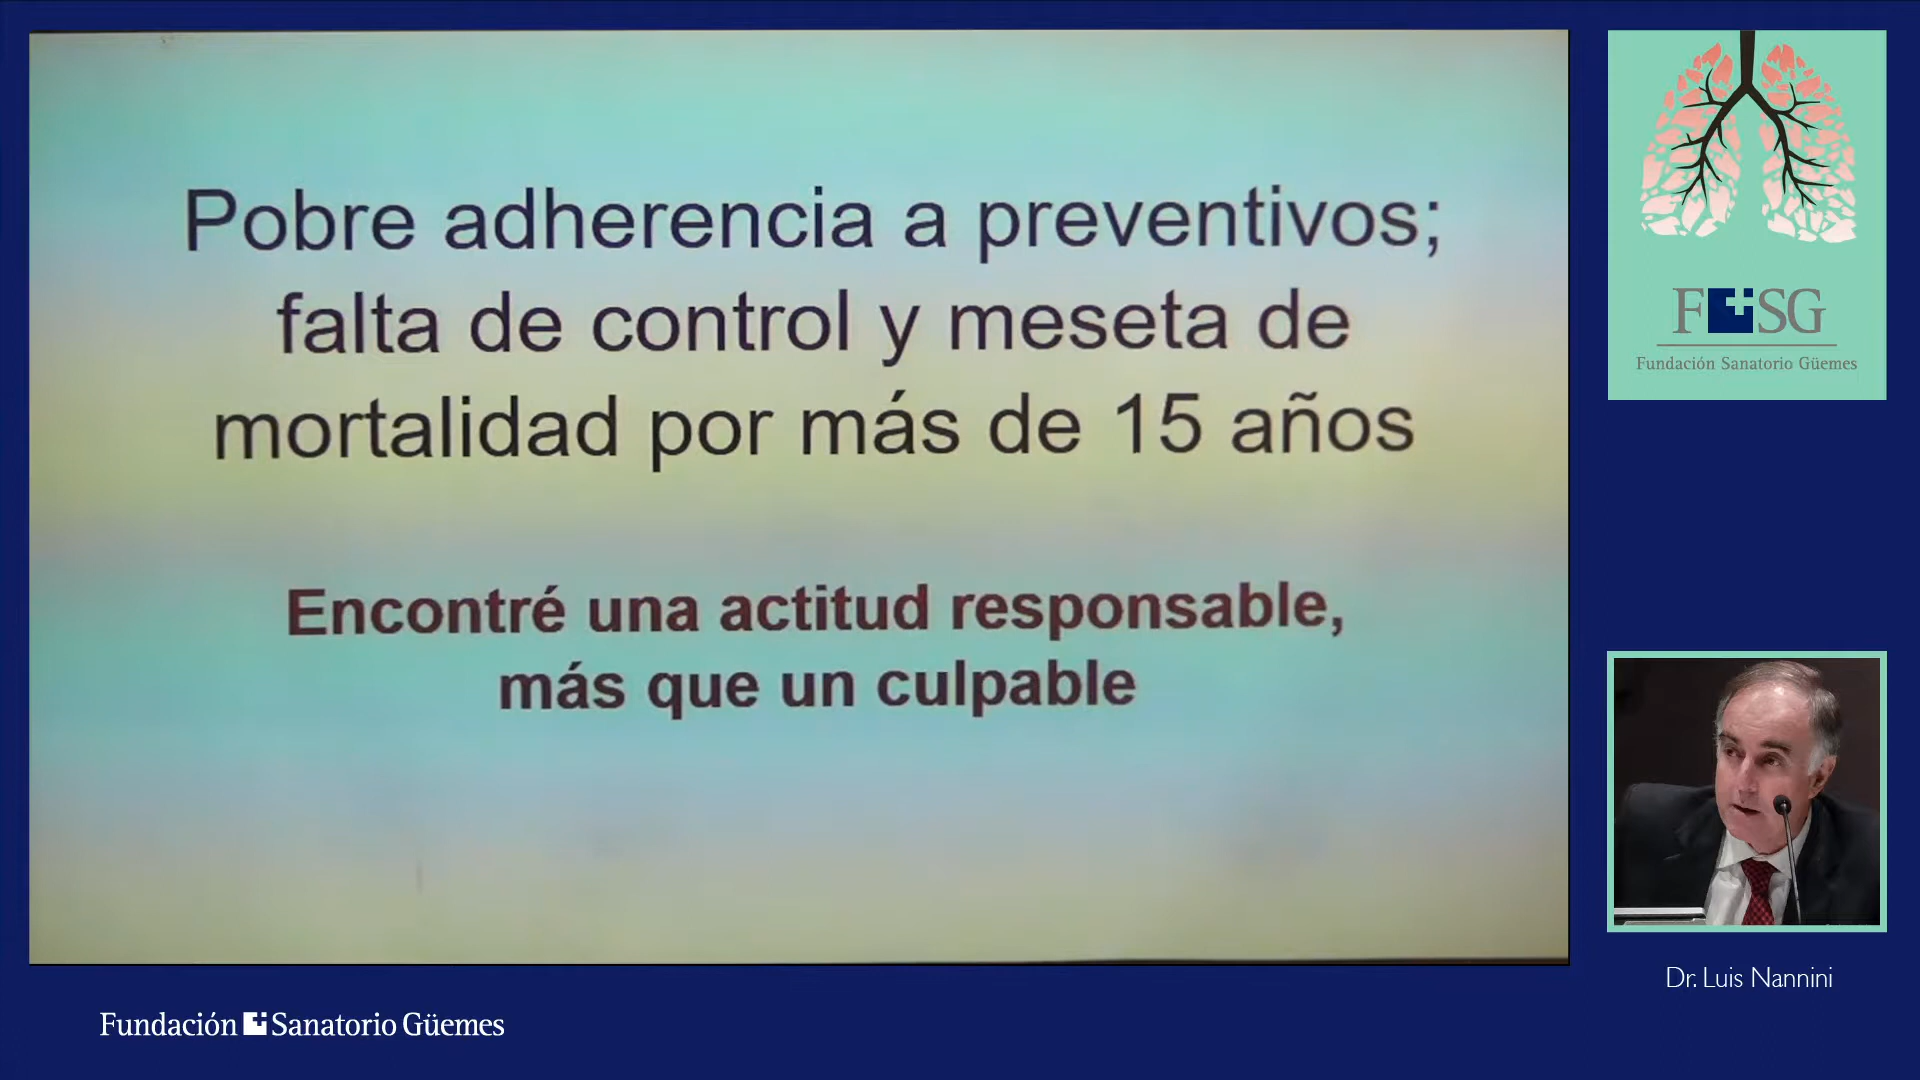 Pobre adherencia a preventivos;
falta de control y meseta de
mortalidad por más de 15 años
Encontré una actitud responsable,
más que un culpable
FSG
Fundación Sanatorio Güemes
Dr. Luis Nannini
Fundación Sanatorio Güemes